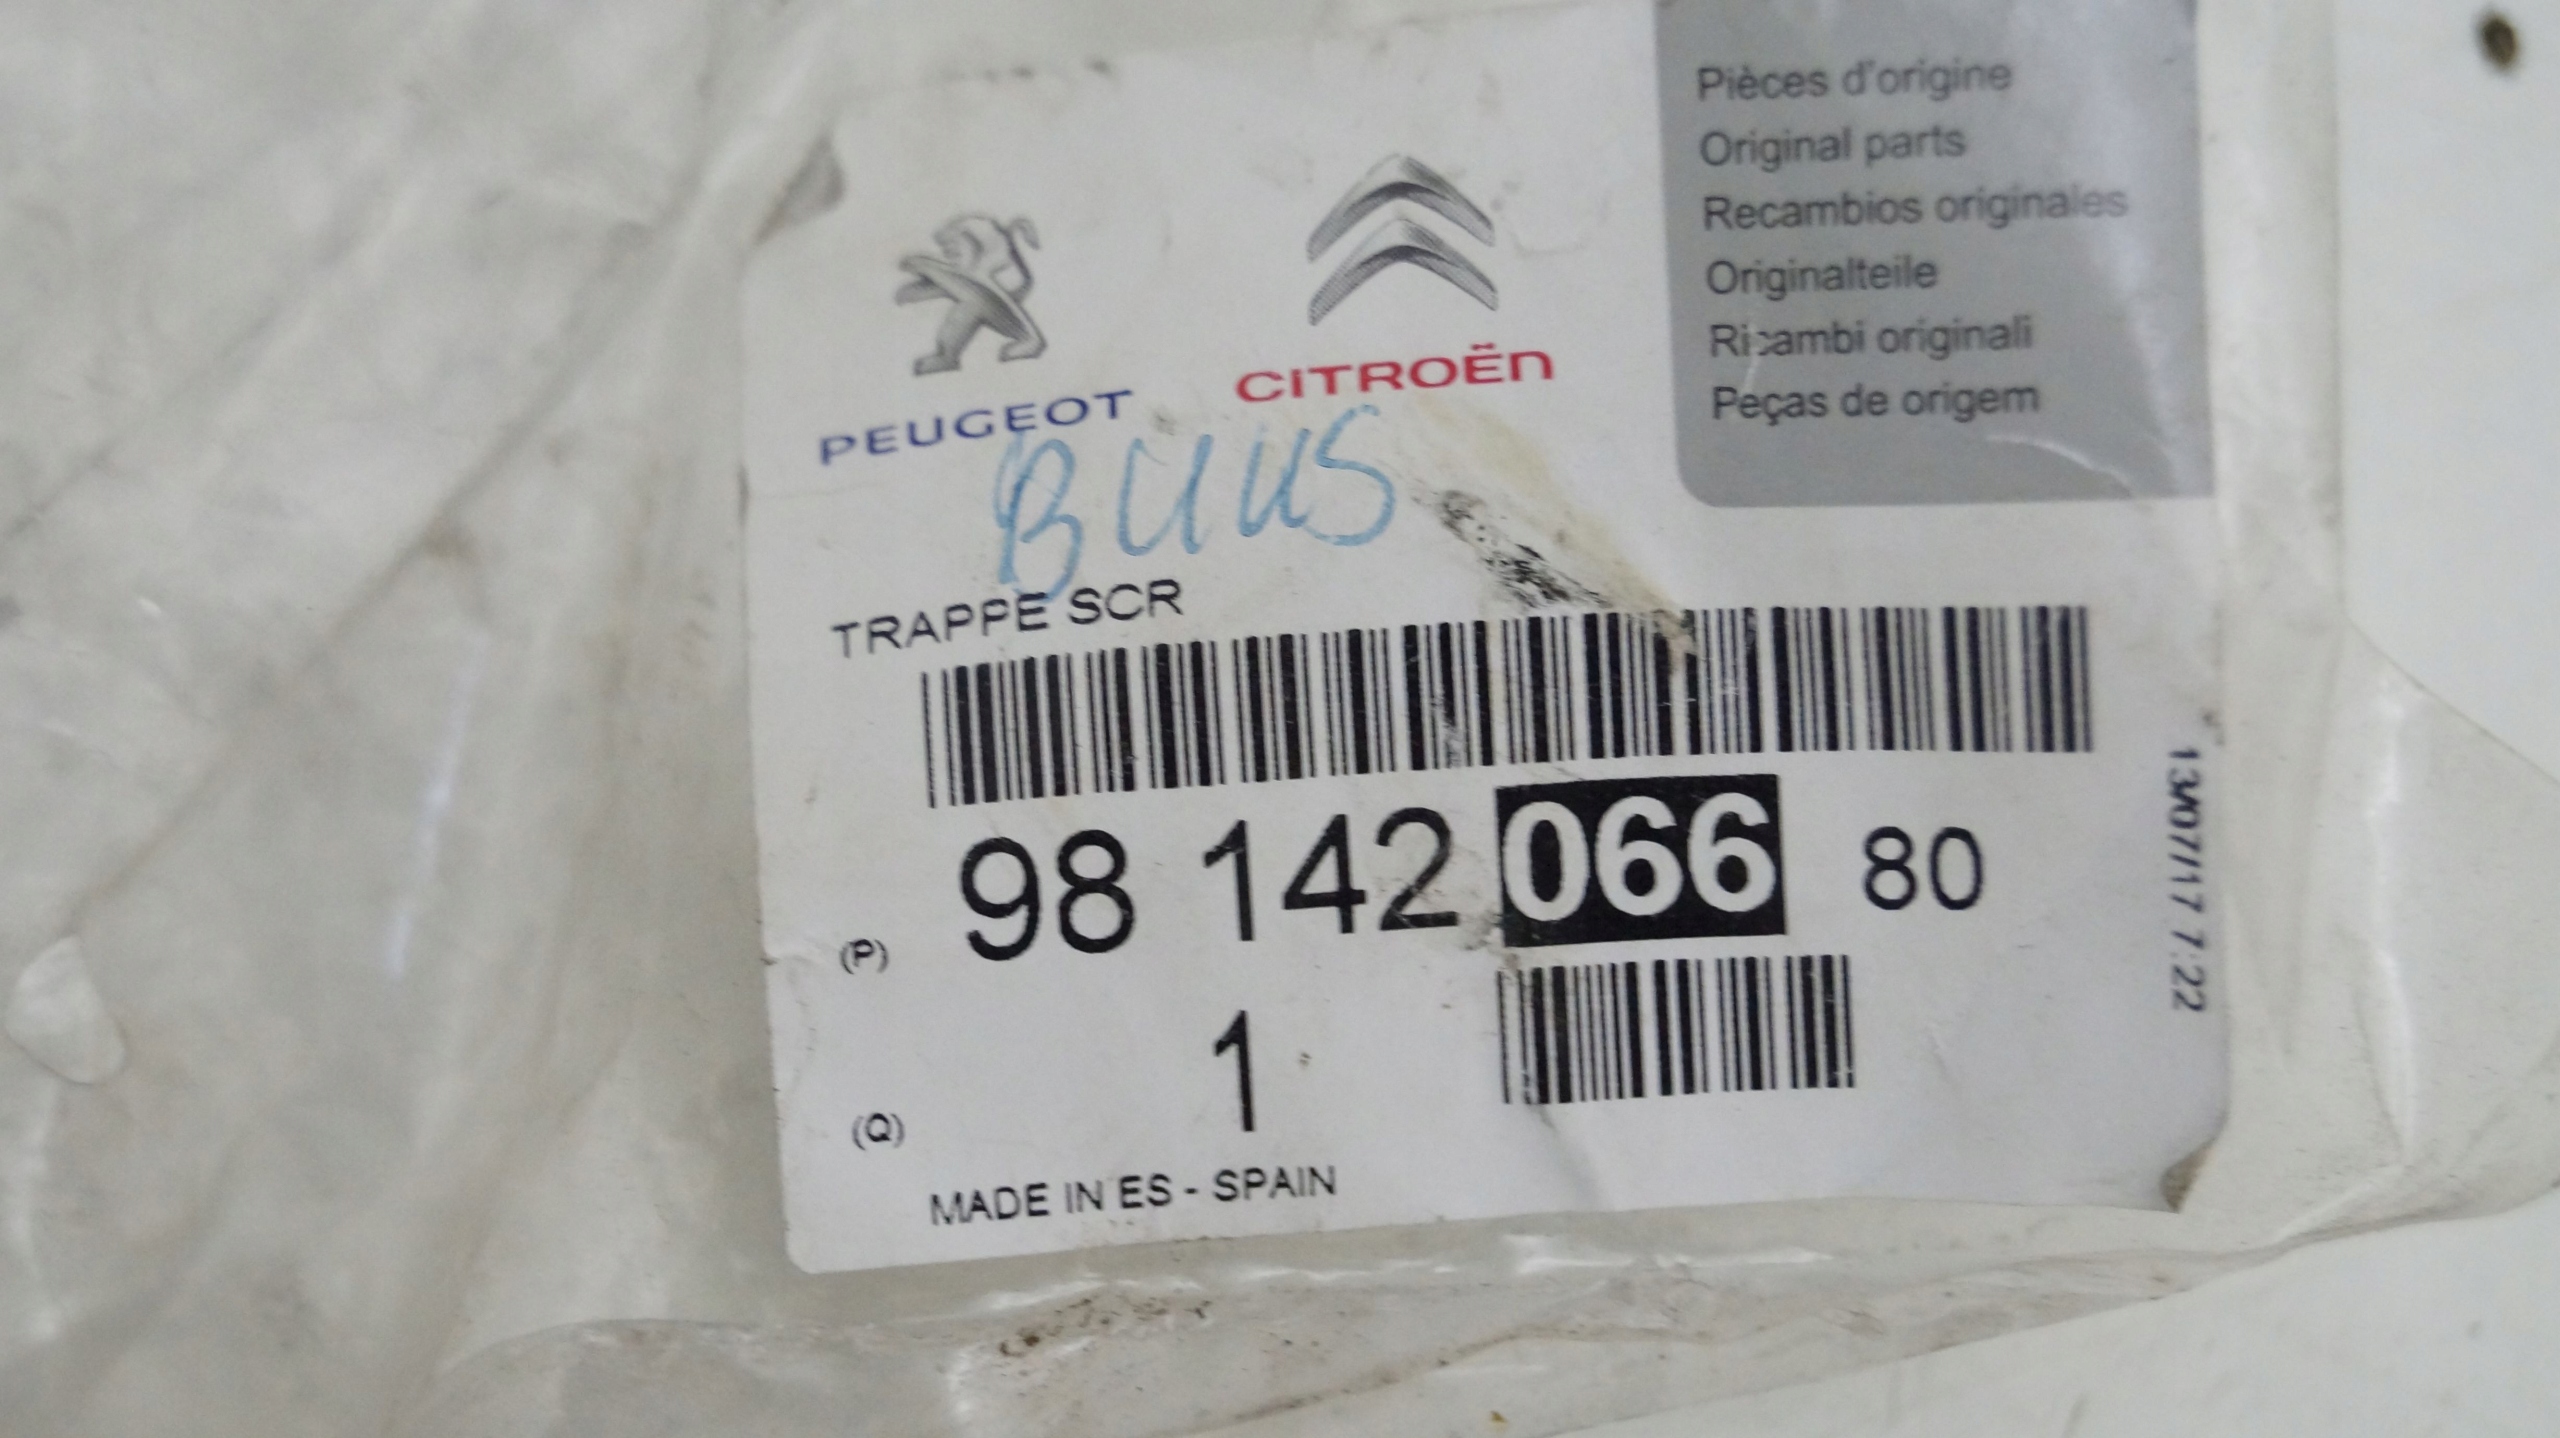 Pièces d'origine
Original parts
Recambios originales
Originalteile
Ricambi originali
Peças de origem
PEUGEOT
CITROËN
TRAPPE SCR
(P) 98 142 066 80
(Q) 1
MADE IN ES - SPAIN
13/07/17 7:22